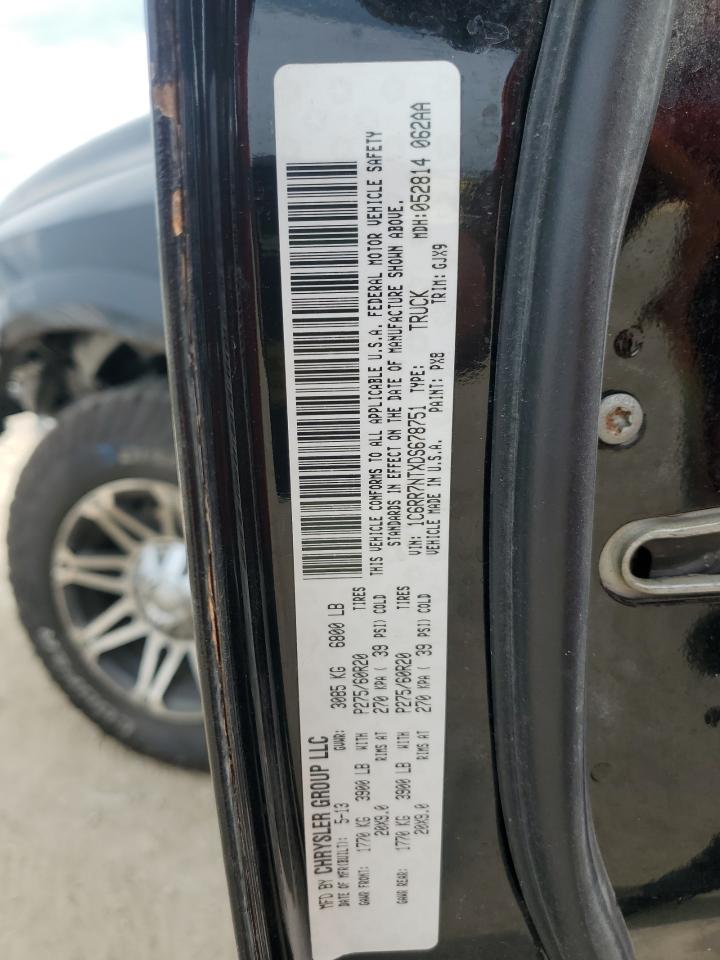 MFD BY CHRYSLER GROUP LLC
DATE OF MFR(BUILT): 5-13 GVWR: 3085 KG 6800 LB
GAWR FRONT: 1770 KG 3900 LB WITH P275/60R20 TIRES
20X9.0 RIMS AT 270 KPA ( 39 PSI) COLD
GAWR REAR: 1770 KG 3900 LB WITH P275/60R20 TIRES
20X9.0 RIMS AT 270 KPA ( 39 PSI) COLD
THIS VEHICLE CONFORMS TO ALL APPLICABLE U.S.A. FEDERAL MOTOR VEHICLE SAFETY
STANDARDS IN EFFECT ON THE DATE OF MANUFACTURE SHOWN ABOVE.
VIN: 1C6RR7NTXDS678751 TYPE: TRUCK MDH: 052814 062AA
VEHICLE MADE IN U.S.A. PAINT: PX8 TRIM: GJX9